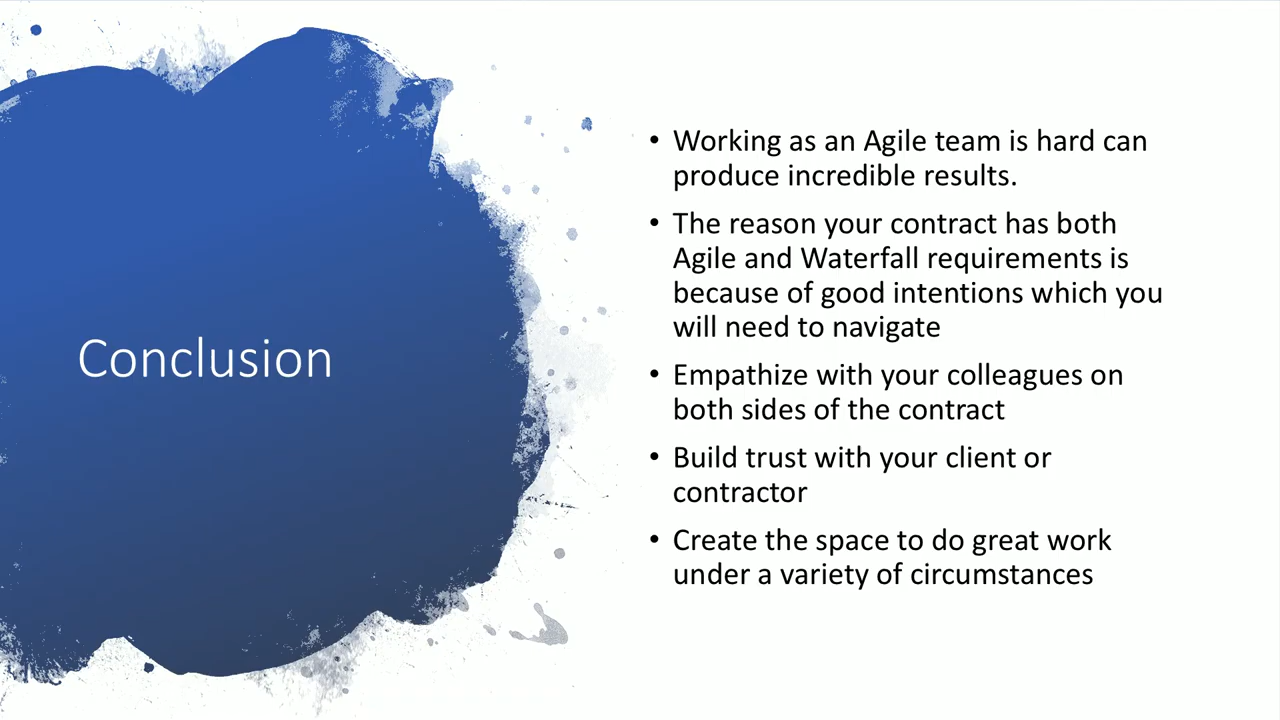 Conclusion
• Working as an Agile team is hard can
produce incredible results.
• The reason your contract has both
Agile and Waterfall requirements is
because of good intentions which you
will need to navigate
• Empathize with your colleagues on
both sides of the contract
• Build trust with your client or
contractor
• Create the space to do great work
under a variety of circumstances